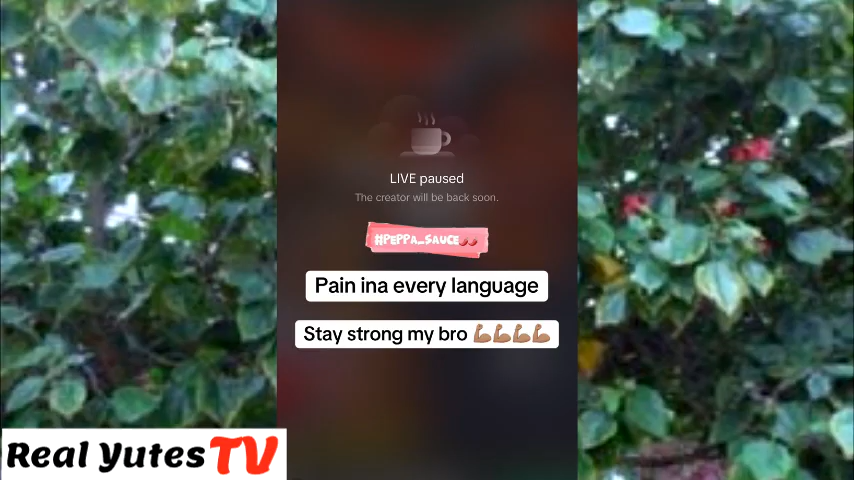 LIVE paused
The creator will be back soon.
#PEPPA_SAUCE
Pain ina every language
Stay strong my bro 💪🏽💪🏽💪🏽💪🏽
Real Yutes TV